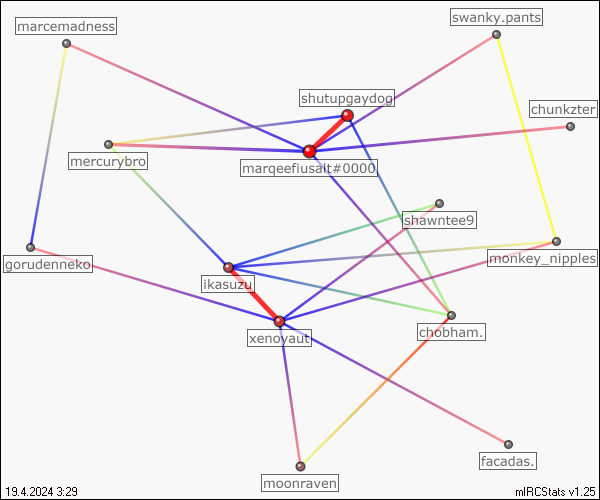 swanky.pants
marcemadness
shutupgaydog
chunkzter
mercurybro
marqeefiusalt#0000
shawntee9
monkey_nipples
gorudenneko
ikasuzu
chobham.
xenoyaut
facadas.
moonraven
19.4.2024 3:29
mIRCStats v1.25